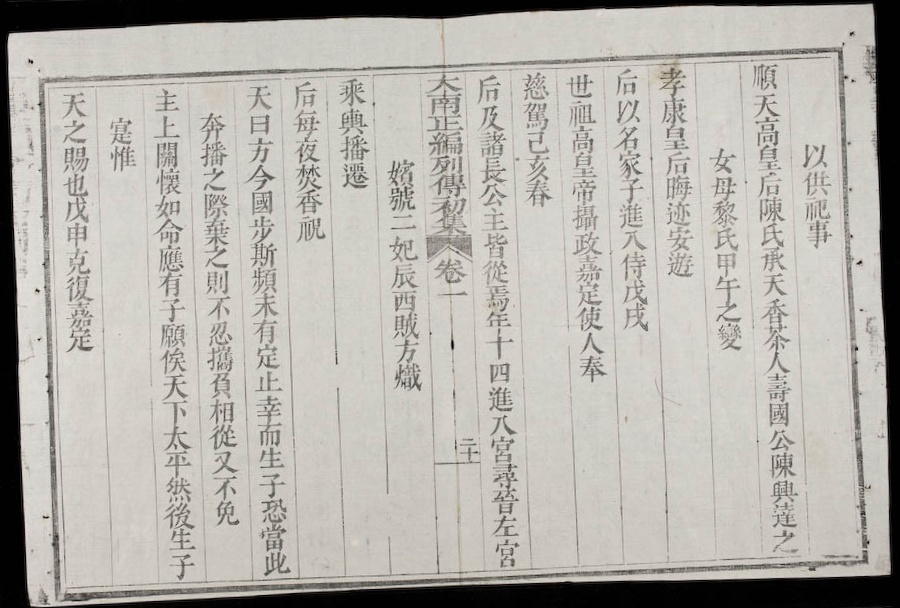 以供祀事
順天高皇后陳氏承天香茶人壽國公陳興達之
女母黎氏甲午之變
孝康皇后晦迹安遊
后以名家子進入侍戊戌
世祖高皇帝攝政嘉定使人奉
慈駕己亥春
后及諸長公主皆從焉年十四進入宮尋晉左宮
大南正編列傳初集 卷一 二十
嬪號二妃辰西賊方熾
乘輿播遷
后每夜焚香祝
天曰方今國步斯頻未有定止幸而生子恐當此
奔播之際棄之則不忍攜負相從又不免
主上關懷如命應有子願俟天下太平然後生子
寔惟
天之賜也戊申克復嘉定